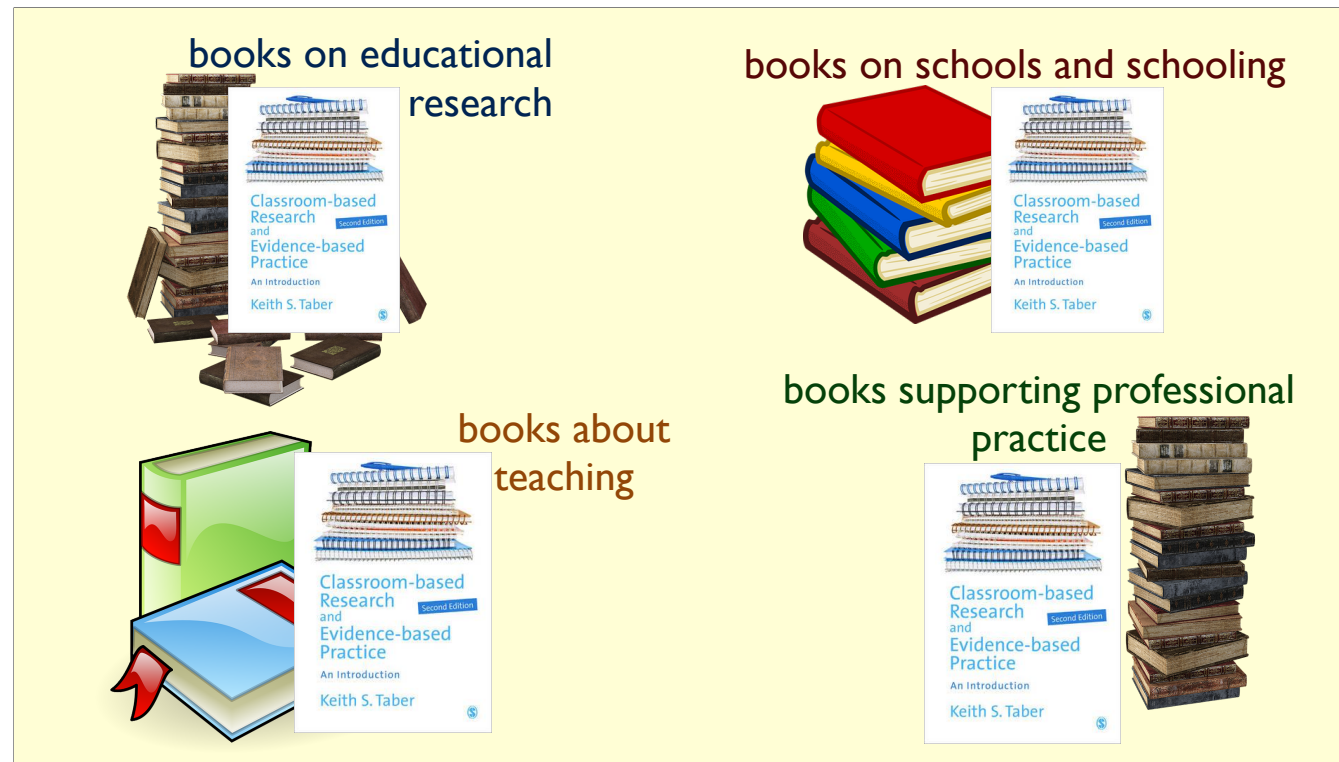 books on educational
research
Classroom-based
Research
and
Second Edition
Evidence-based
Practice
An Introduction
Keith S. Taber
books on schools and schooling
Classroom-based
Research
and
Second Edition
Evidence-based
Practice
An Introduction
Keith S. Taber
books about
teaching
Classroom-based
Research
and
Second Edition
Evidence-based
Practice
An Introduction
Keith S. Taber
books supporting professional
practice
Classroom-based
Research
and
Second Edition
Evidence-based
Practice
An Introduction
Keith S. Taber